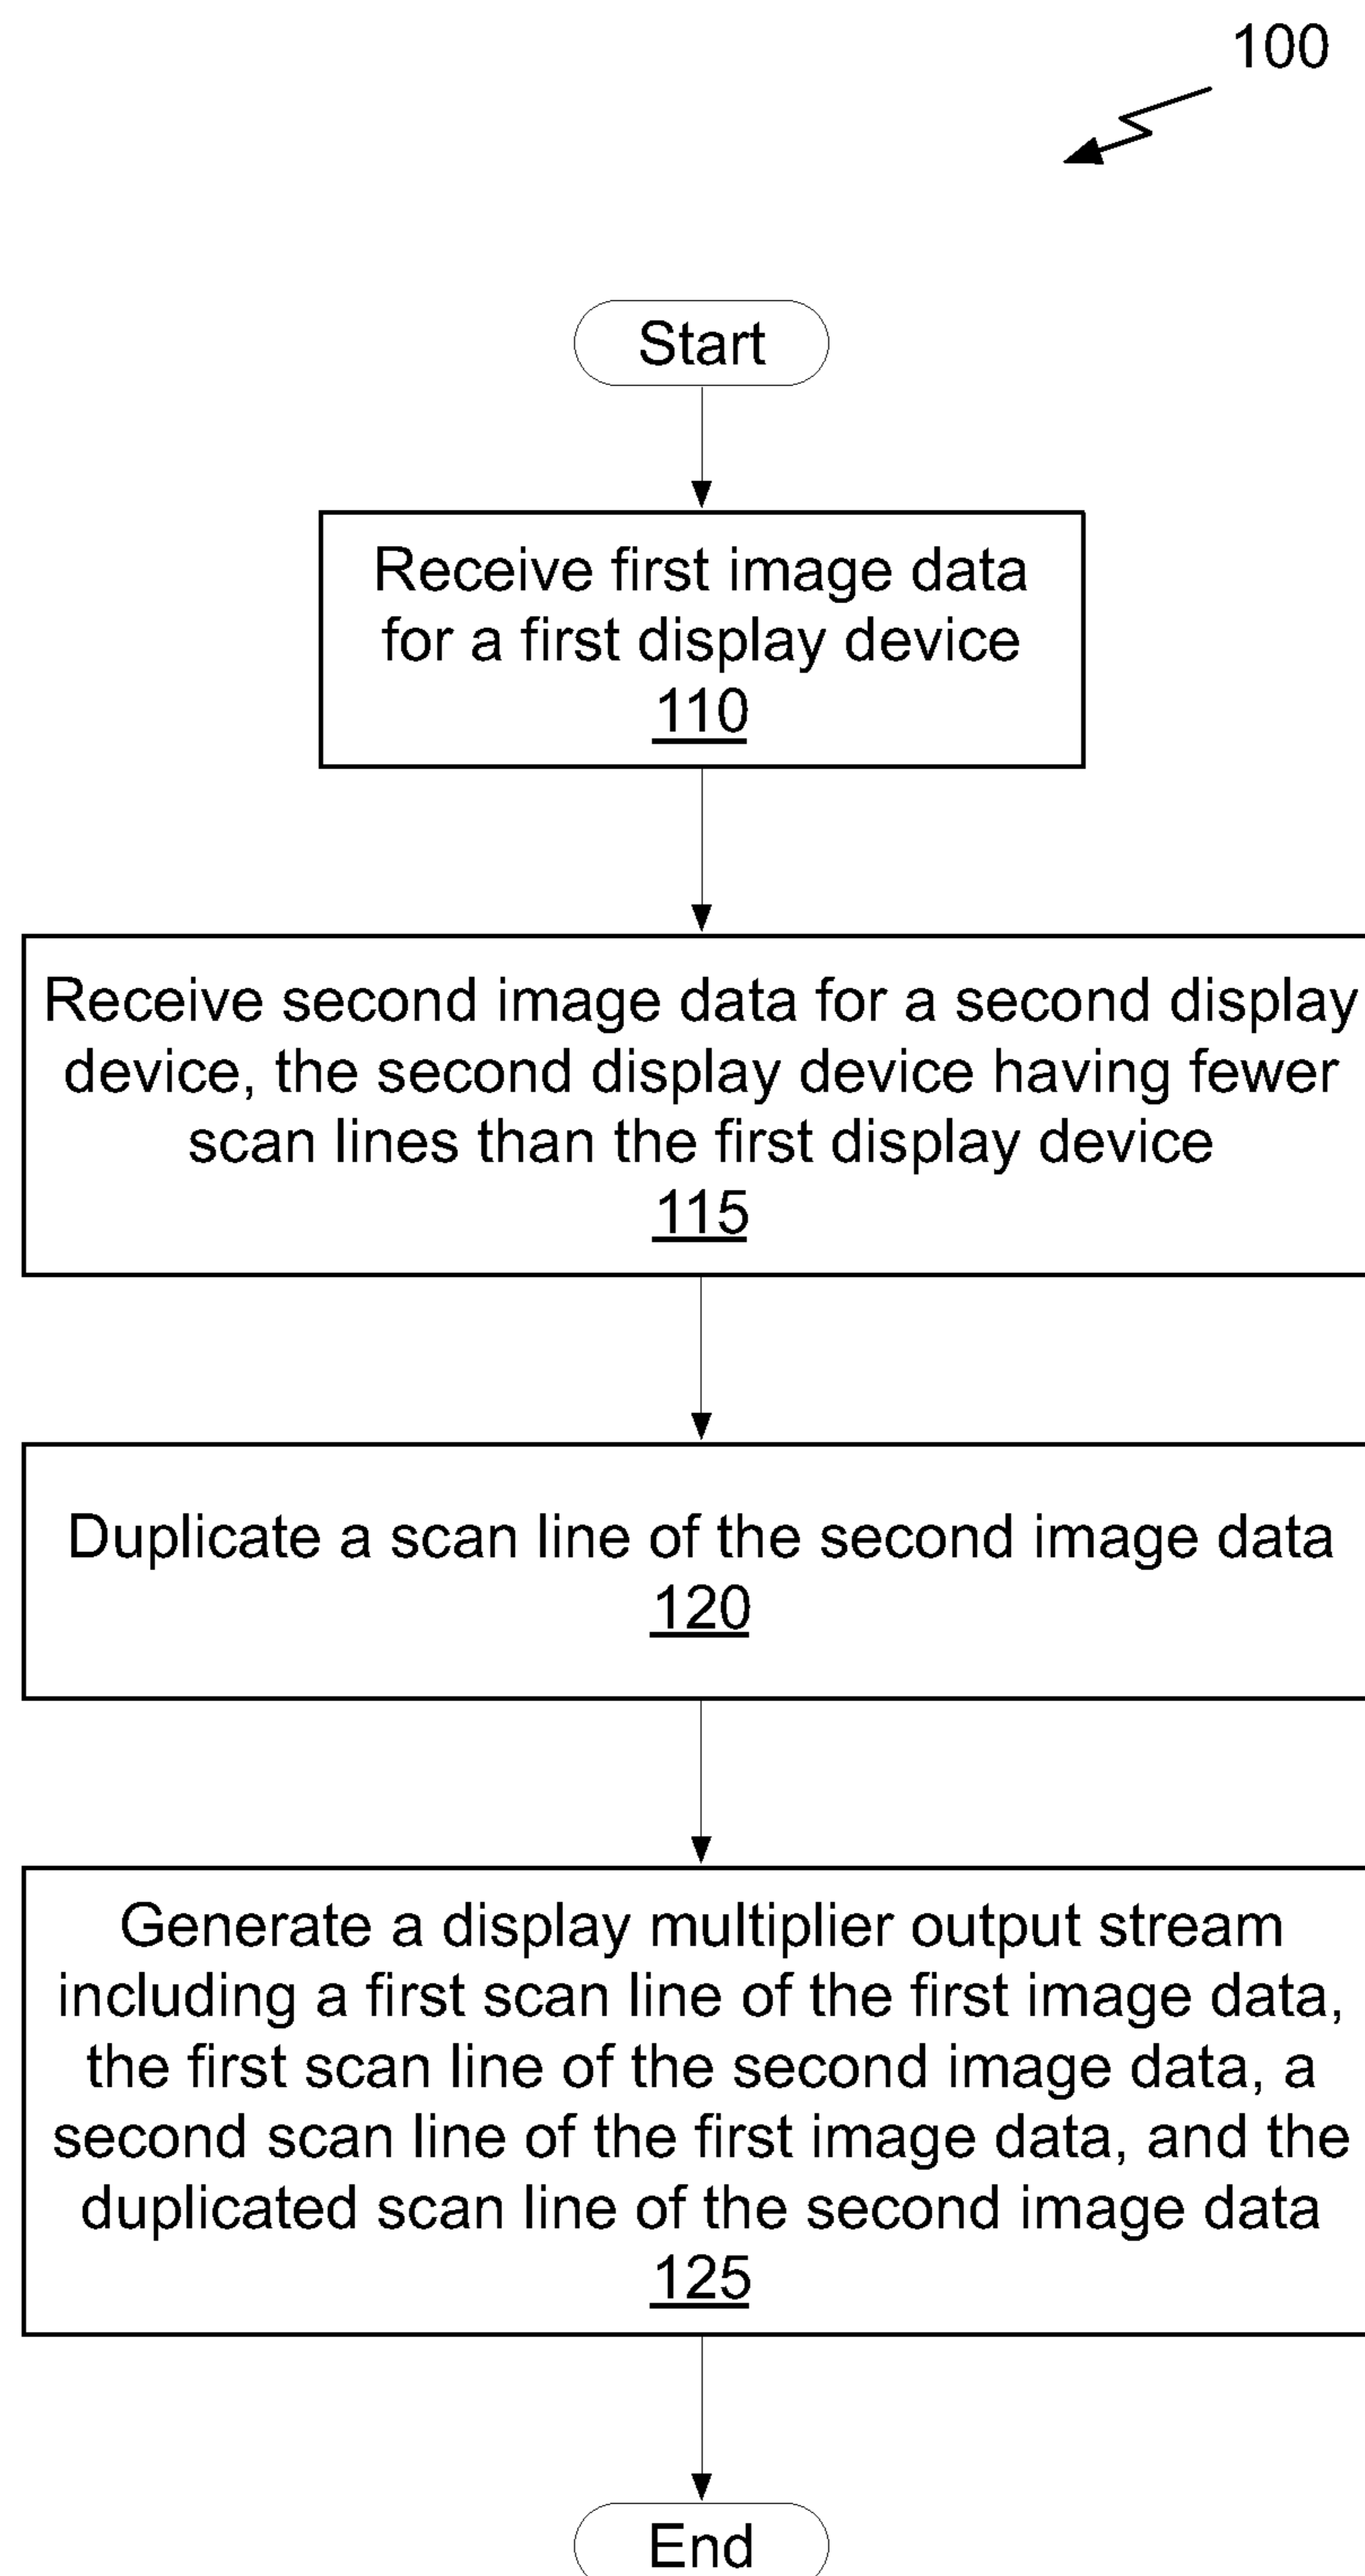 100
Start
Receive first image data
for a first display device
110
Receive second image data for a second display
device, the second display device having fewer
scan lines than the first display device
115
Duplicate a scan line of the second image data
120
Generate a display multiplier output stream
including a first scan line of the first image data,
the first scan line of the second image data, a
second scan line of the first image data, and the
duplicated scan line of the second image data
125
End